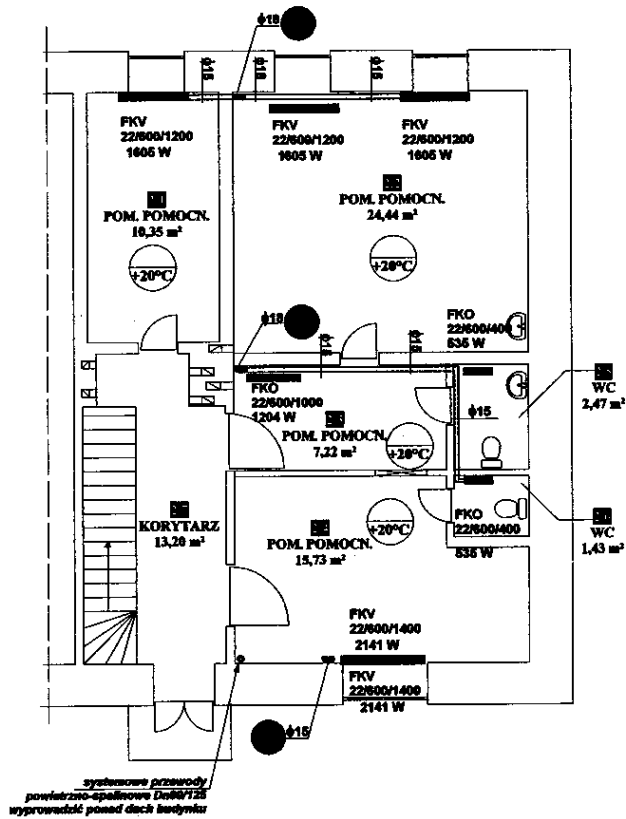 ϕ18
ϕ15
ϕ18
ϕ15
FKV
22/600/1200
1605 W
FKV
22/600/1200
1605 W
FKV
22/600/1200
1605 W
POM. POMOCN.
10,35 m²
+20°C
POM. POMOCN.
24,44 m²
+20°C
FKO
22/600/400
535 W
ϕ18
ϕ15
ϕ15
FKO
22/600/1000
1204 W
POM. POMOCN.
7,22 m²
+20°C
ϕ15
WC
2,47 m²
KORYTARZ
13,20 m²
POM. POMOCN.
15,73 m²
+20°C
FKO
22/600/400
535 W
WC
1,43 m²
FKV
22/600/1400
2141 W
FKV
22/600/1400
2141 W
ϕ15
systemowe przewody
powietrzno-spalinowe Dn80/125
wyprowadzić ponad dach budynku